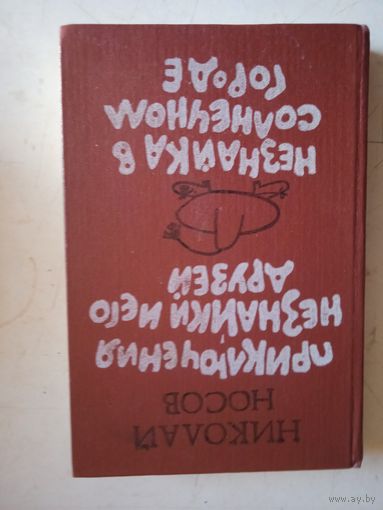 НИКОЛАЙ
НОСОВ
ПРИКЛЮЧЕНИЯ
НЕЗНАЙКИ И ЕГО
ДРУЗЕЙ
НЕЗНАЙКА В
СОЛНЕЧНОМ
ГОРОДЕ
www.ay.by